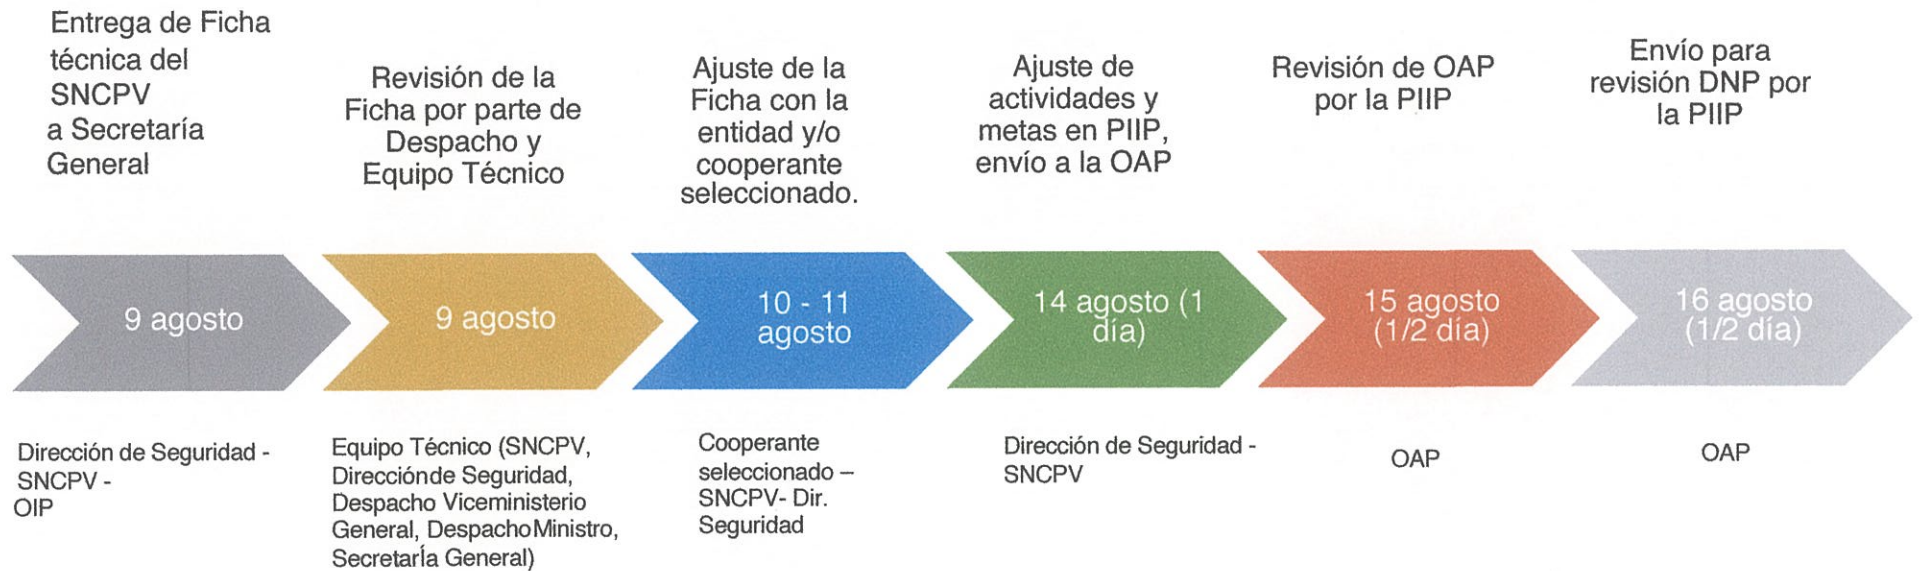 Entrega de Ficha
técnica del
SNCPV
a Secretaría
General
Revisión de la
Ficha por parte de
Despacho y
Equipo Técnico
Ajuste de la
Ficha con la
entidad y/o
cooperante
seleccionado.
Ajuste de
actividades y
metas en PIIP,
envío a la OAP
Revisión de OAP
por la PIIP
Envío para
revisión DNP por
la PIIP
9 agosto
9 agosto
10 - 11
agosto
14 agosto (1
día)
15 agosto
(1/2 día)
16 agosto
(1/2 día)
Dirección de Seguridad -
SNCPV -
OIP
Equipo Técnico (SNCPV,
Direcciónde Seguridad,
Despacho Viceministerio
General, DespachoMinistro,
Secretaría General)
Cooperante
seleccionado –
SNCPV- Dir.
Seguridad
Dirección de Seguridad -
SNCPV
OAP
OAP